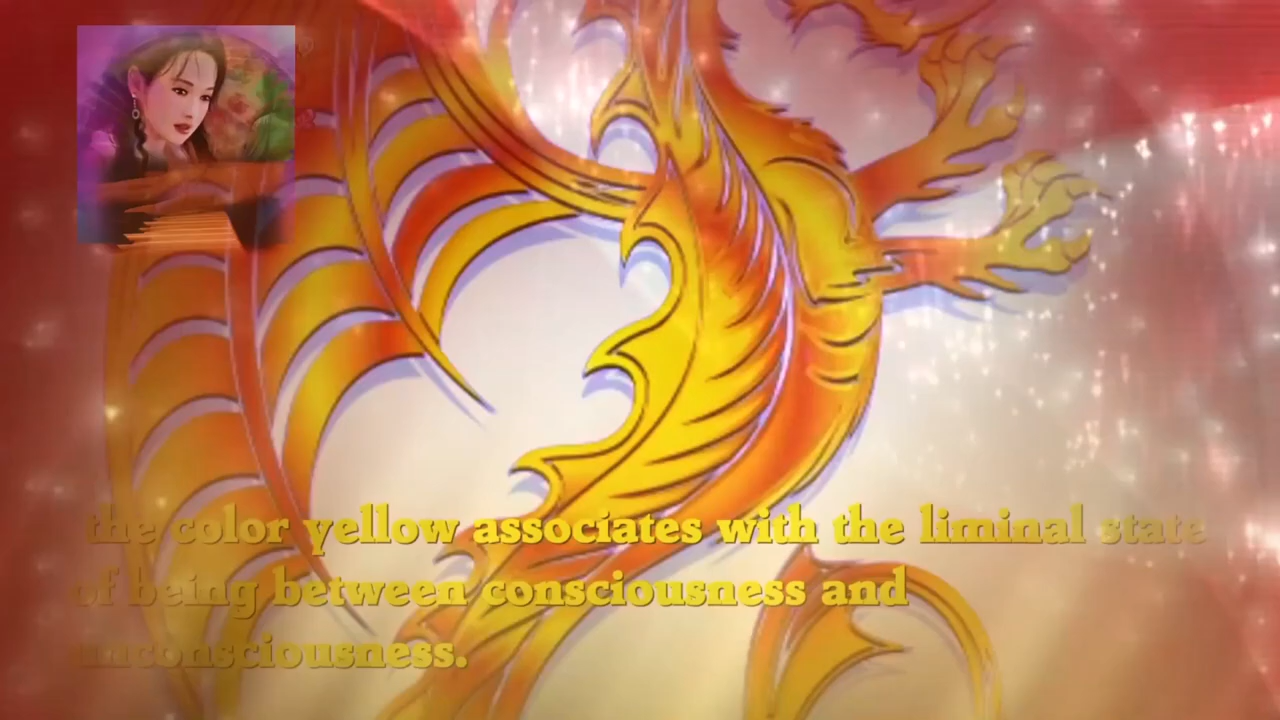 the color yellow associates with the liminal state
of being between consciousness and
unconsciousness.